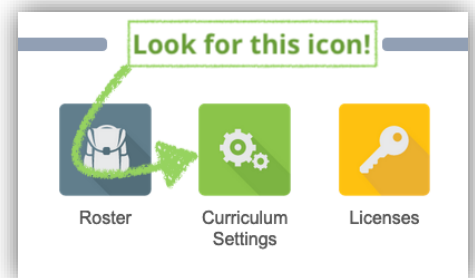 Look for this icon!
Roster
Curriculum
Settings
Licenses